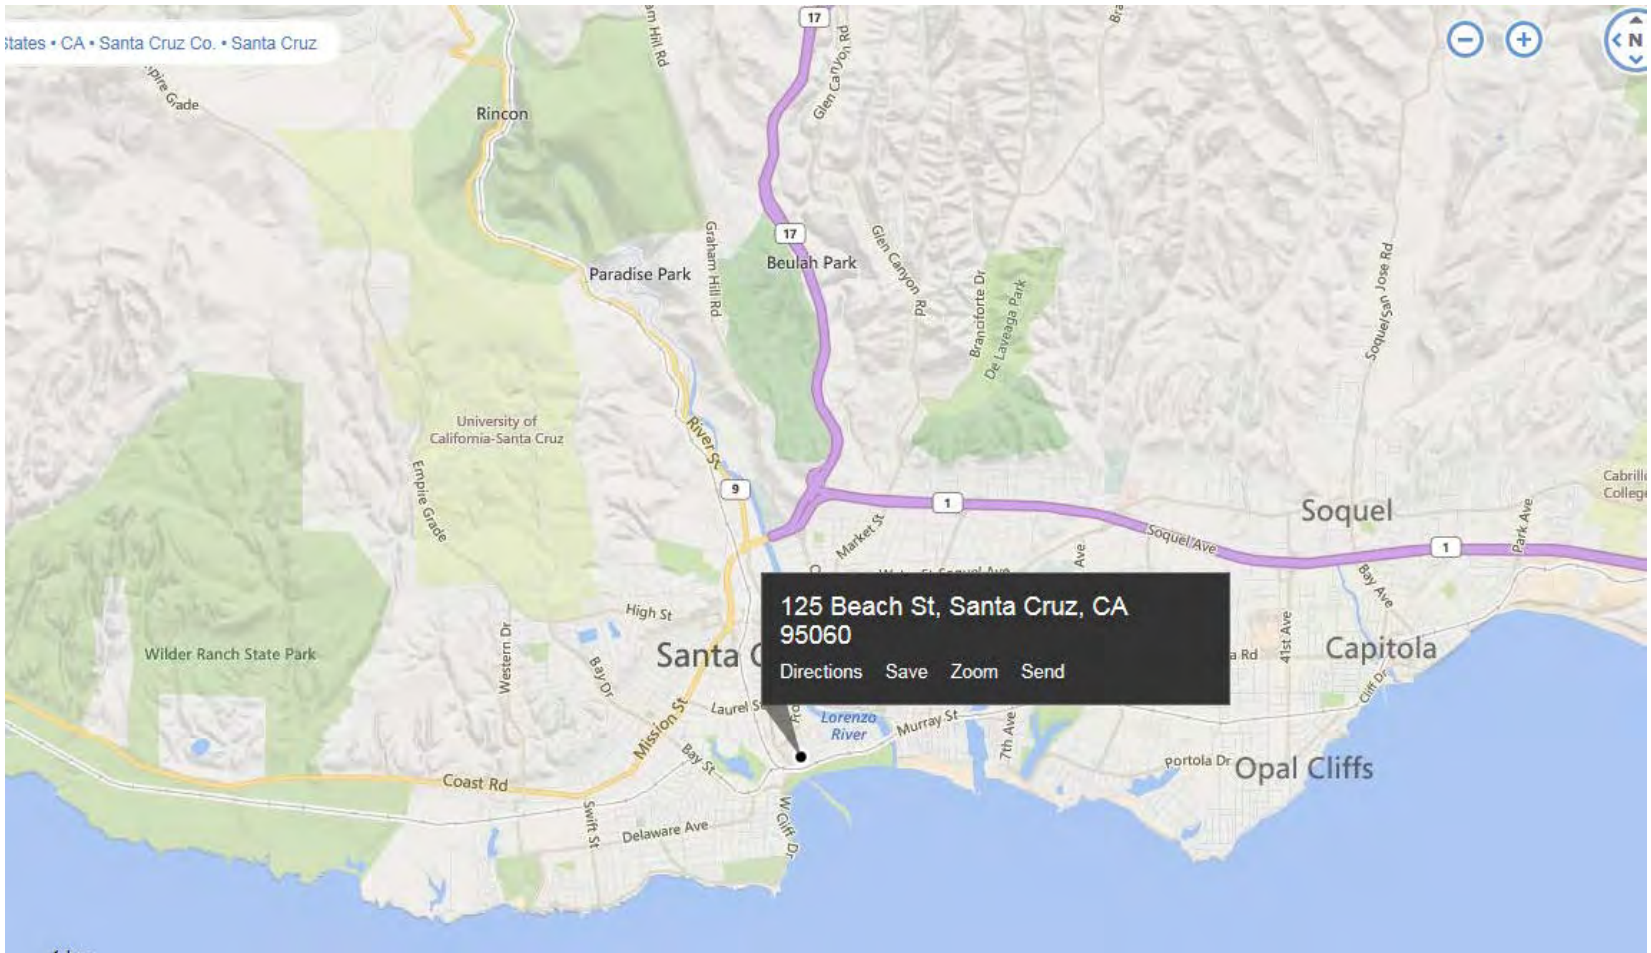 States • CA • Santa Cruz Co. • Santa Cruz
17
N
Glen Canyon Rd
Rincon
17
Graham Hill Rd
Glen Canyon Rd
Beulah Park
Paradise Park
Branciforte Dr
De Laveaga Park
Soquel San Jose Rd
University of
California-Santa Cruz
River St
Empire Grade
9
1
Market St
Soquel
Soquel Ave
1
Park Ave
Ave
Bay Ave
125 Beach St, Santa Cruz, CA
95060
Directions Save Zoom Send
High St
Western Dr
Bay Dr
Wilder Ranch State Park
Santa
41st Ave
Capitola
Cliff Dr
Laurel
Mission St
Lorenzo
River
Murray St
7th Ave
Bay St
Portola Dr
Opal Cliffs
Coast Rd
Swift St
Delaware Ave
W Cliff Dr